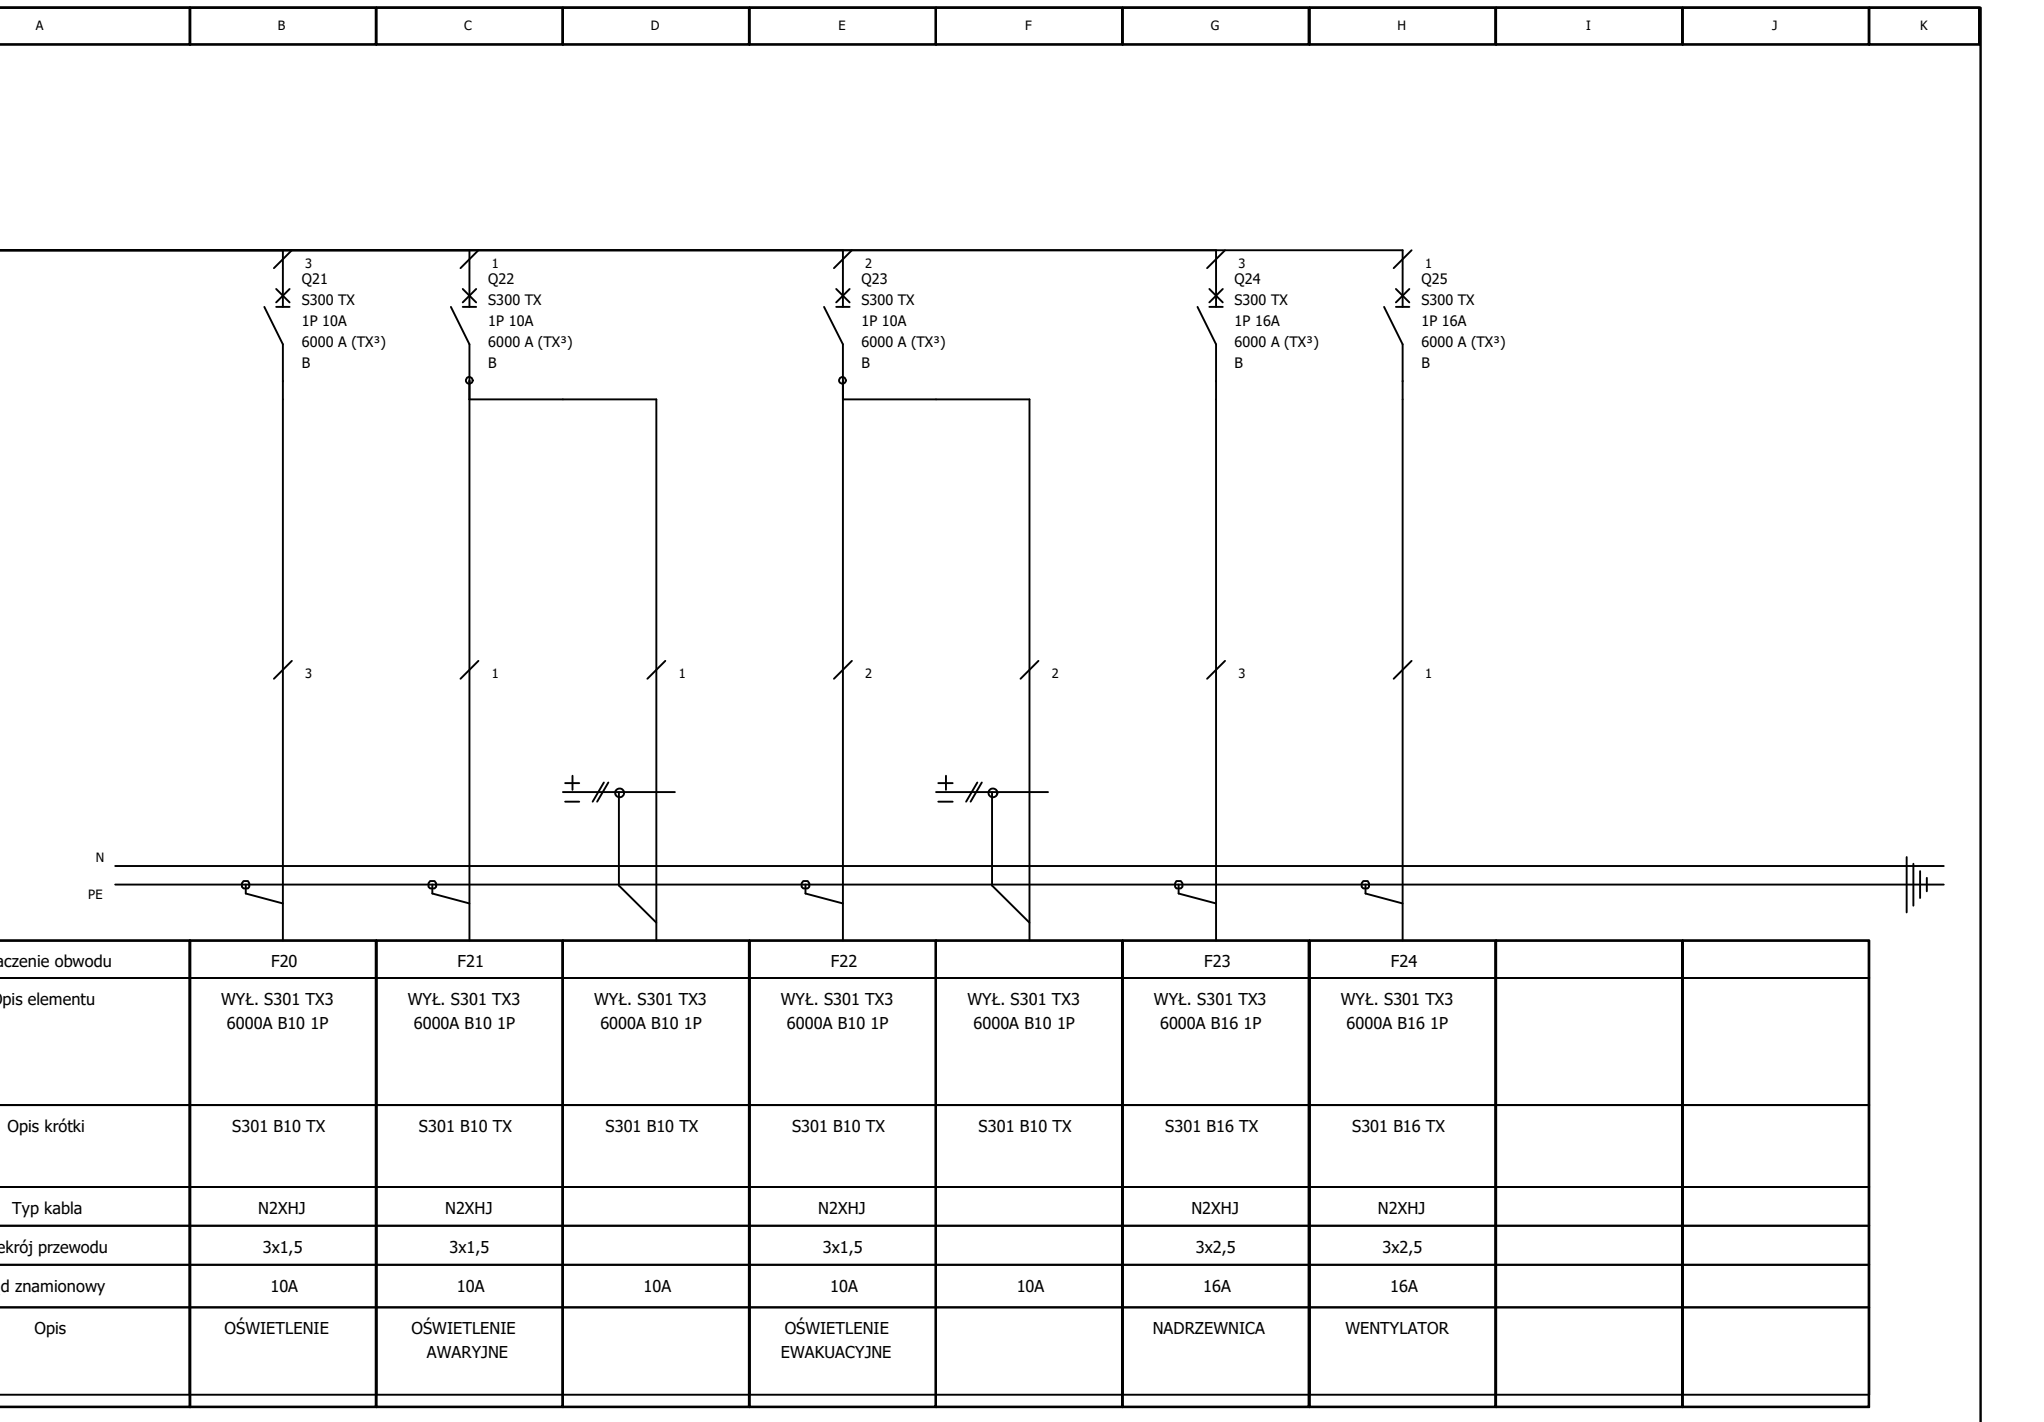 A B C D E F G H I J K
3 1 2 3 1
Q21 Q22 Q23 Q24 Q25
S300 TX S300 TX S300 TX S300 TX S300 TX
1P 10A 1P 10A 1P 10A 1P 16A 1P 16A
6000 A (TX³) 6000 A (TX³) 6000 A (TX³) 6000 A (TX³) 6000 A (TX³)
B B B B B
3 1 1 2 2 3 1
N
PE
aczenie obwodu F20 F21 F22 F23 F24
pis elementu WYŁ. S301 TX3 WYŁ. S301 TX3 WYŁ. S301 TX3 WYŁ. S301 TX3 WYŁ. S301 TX3 WYŁ. S301 TX3 WYŁ. S301 TX3
6000A B10 1P 6000A B10 1P 6000A B10 1P 6000A B10 1P 6000A B10 1P 6000A B16 1P 6000A B16 1P
Opis krótki S301 B10 TX S301 B10 TX S301 B10 TX S301 B10 TX S301 B10 TX S301 B16 TX S301 B16 TX
Typ kabla N2XHJ N2XHJ N2XHJ N2XHJ N2XHJ
ekrój przewodu 3x1,5 3x1,5 3x1,5 3x2,5 3x2,5
d znamionowy 10A 10A 10A 10A 10A 16A 16A
Opis OŚWIETLENIE OŚWIETLENIE OŚWIETLENIE NADRZEWNICA WENTYLATOR
AWARYJNE EWAKUACYJNE